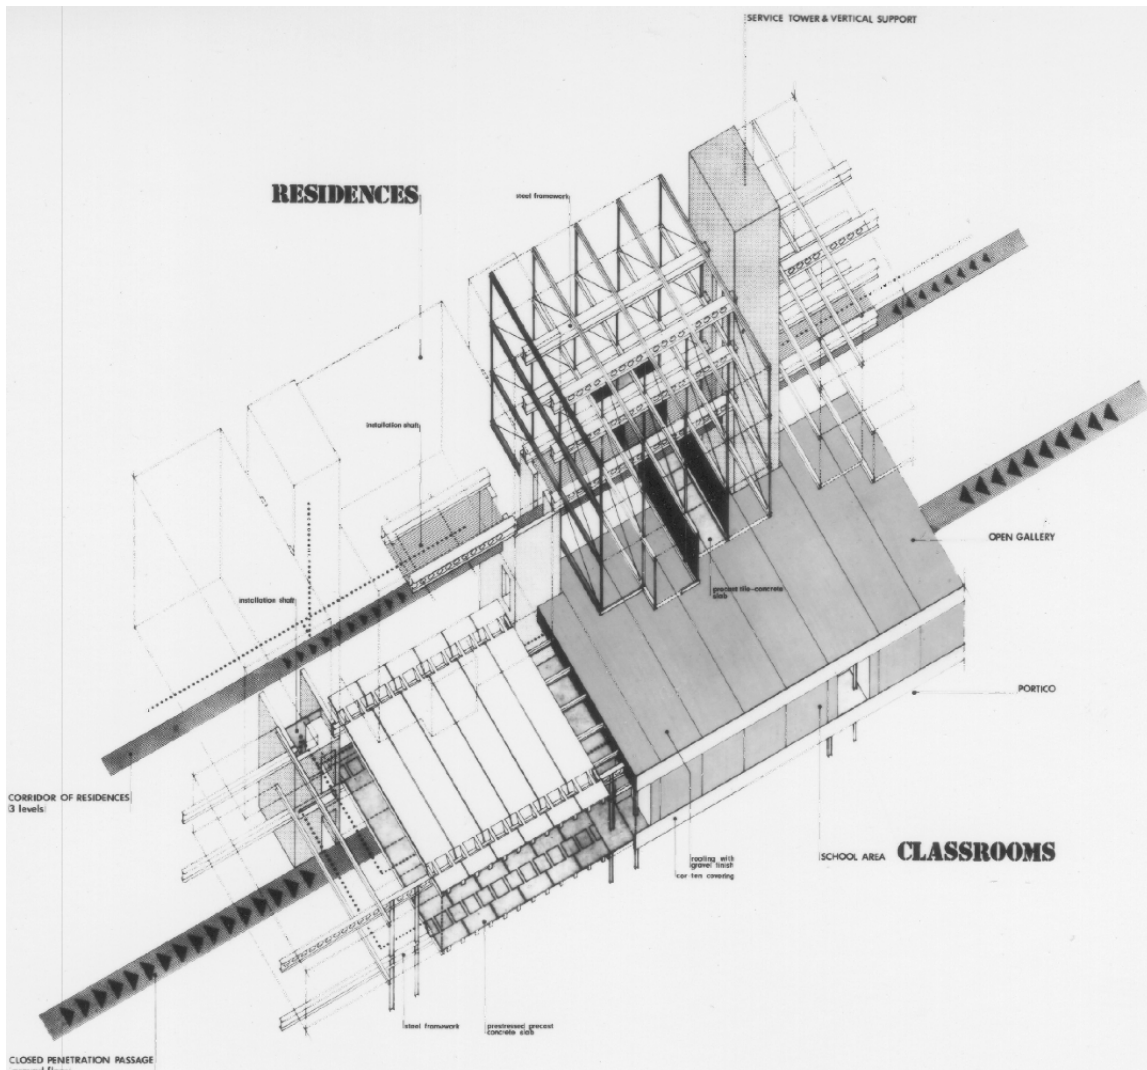 SERVICE TOWER & VERTICAL SUPPORT
RESIDENCES
steel framework
installation shaft
OPEN GALLERY
precast tile-concrete
slab
installation shaft
PORTICO
CORRIDOR OF RESIDENCES
3 levels
roofing with
gravel finish
SCHOOL AREA
CLASSROOMS
cor-ten covering
steel framework
prestressed precast
concrete slab
CLOSED PENETRATION PASSAGE